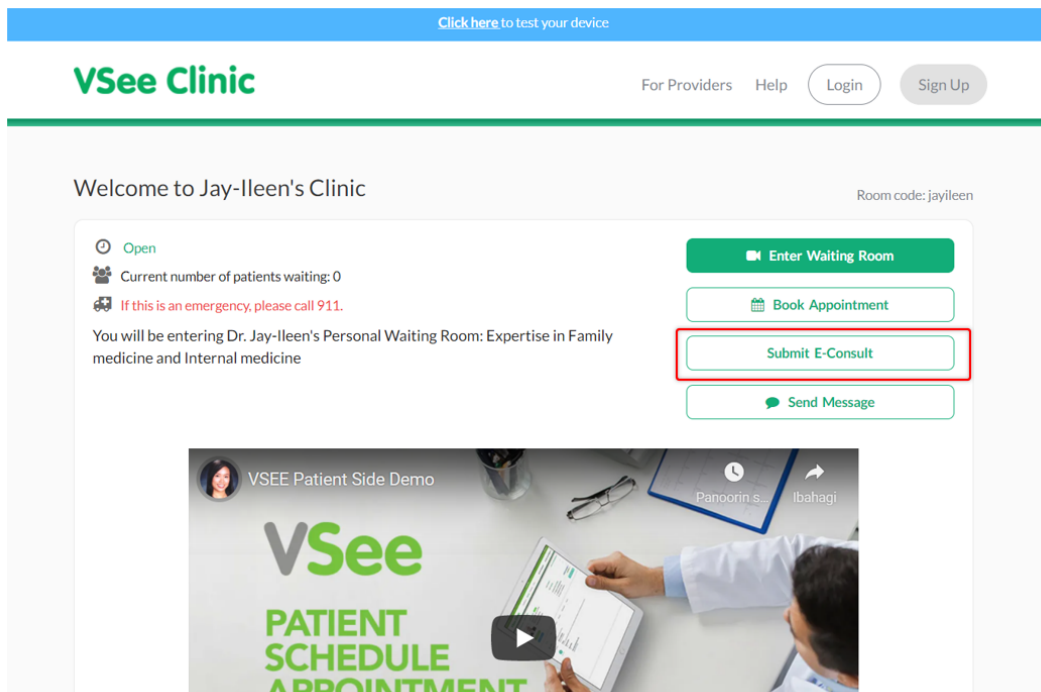 Click here to test your device
VSee Clinic
For Providers Help Login Sign Up
Welcome to Jay-Ileen's Clinic
Room code: jayileen
Open
Current number of patients waiting: 0
If this is an emergency, please call 911.
You will be entering Dr. Jay-Ileen's Personal Waiting Room: Expertise in Family
medicine and Internal medicine
Enter Waiting Room
Book Appointment
Submit E-Consult
Send Message
VSEE Patient Side Demo
Panoorin s...
Ibahagi
VSee
PATIENT
SCHEDULE
APPOINTMENT